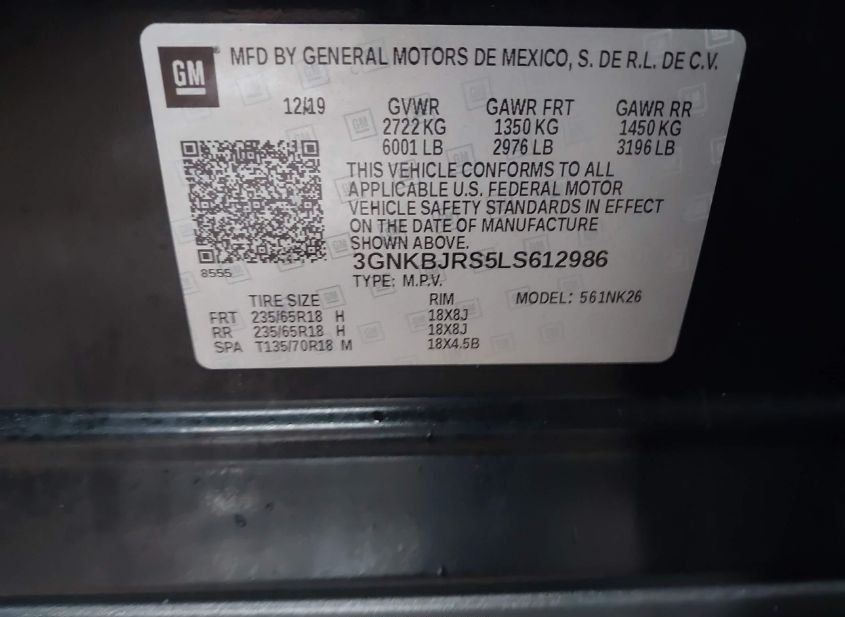 GM
MFD BY GENERAL MOTORS DE MEXICO, S. DE R.L. DE C.V.
12/19 GVWR GAWR FRT GAWR RR
2722 KG 1350 KG 1450 KG
6001 LB 2976 LB 3196 LB
THIS VEHICLE CONFORMS TO ALL
APPLICABLE U.S. FEDERAL MOTOR
VEHICLE SAFETY STANDARDS IN EFFECT
ON THE DATE OF MANUFACTURE
SHOWN ABOVE.
8555
3GNKBJRS5LS612986
TYPE: M.P.V.
TIRE SIZE RIM MODEL: 561NK26
FRT 235/65R18 H 18X8J
RR 235/65R18 H 18X8J
SPA T135/70R18 M 18X4.5B